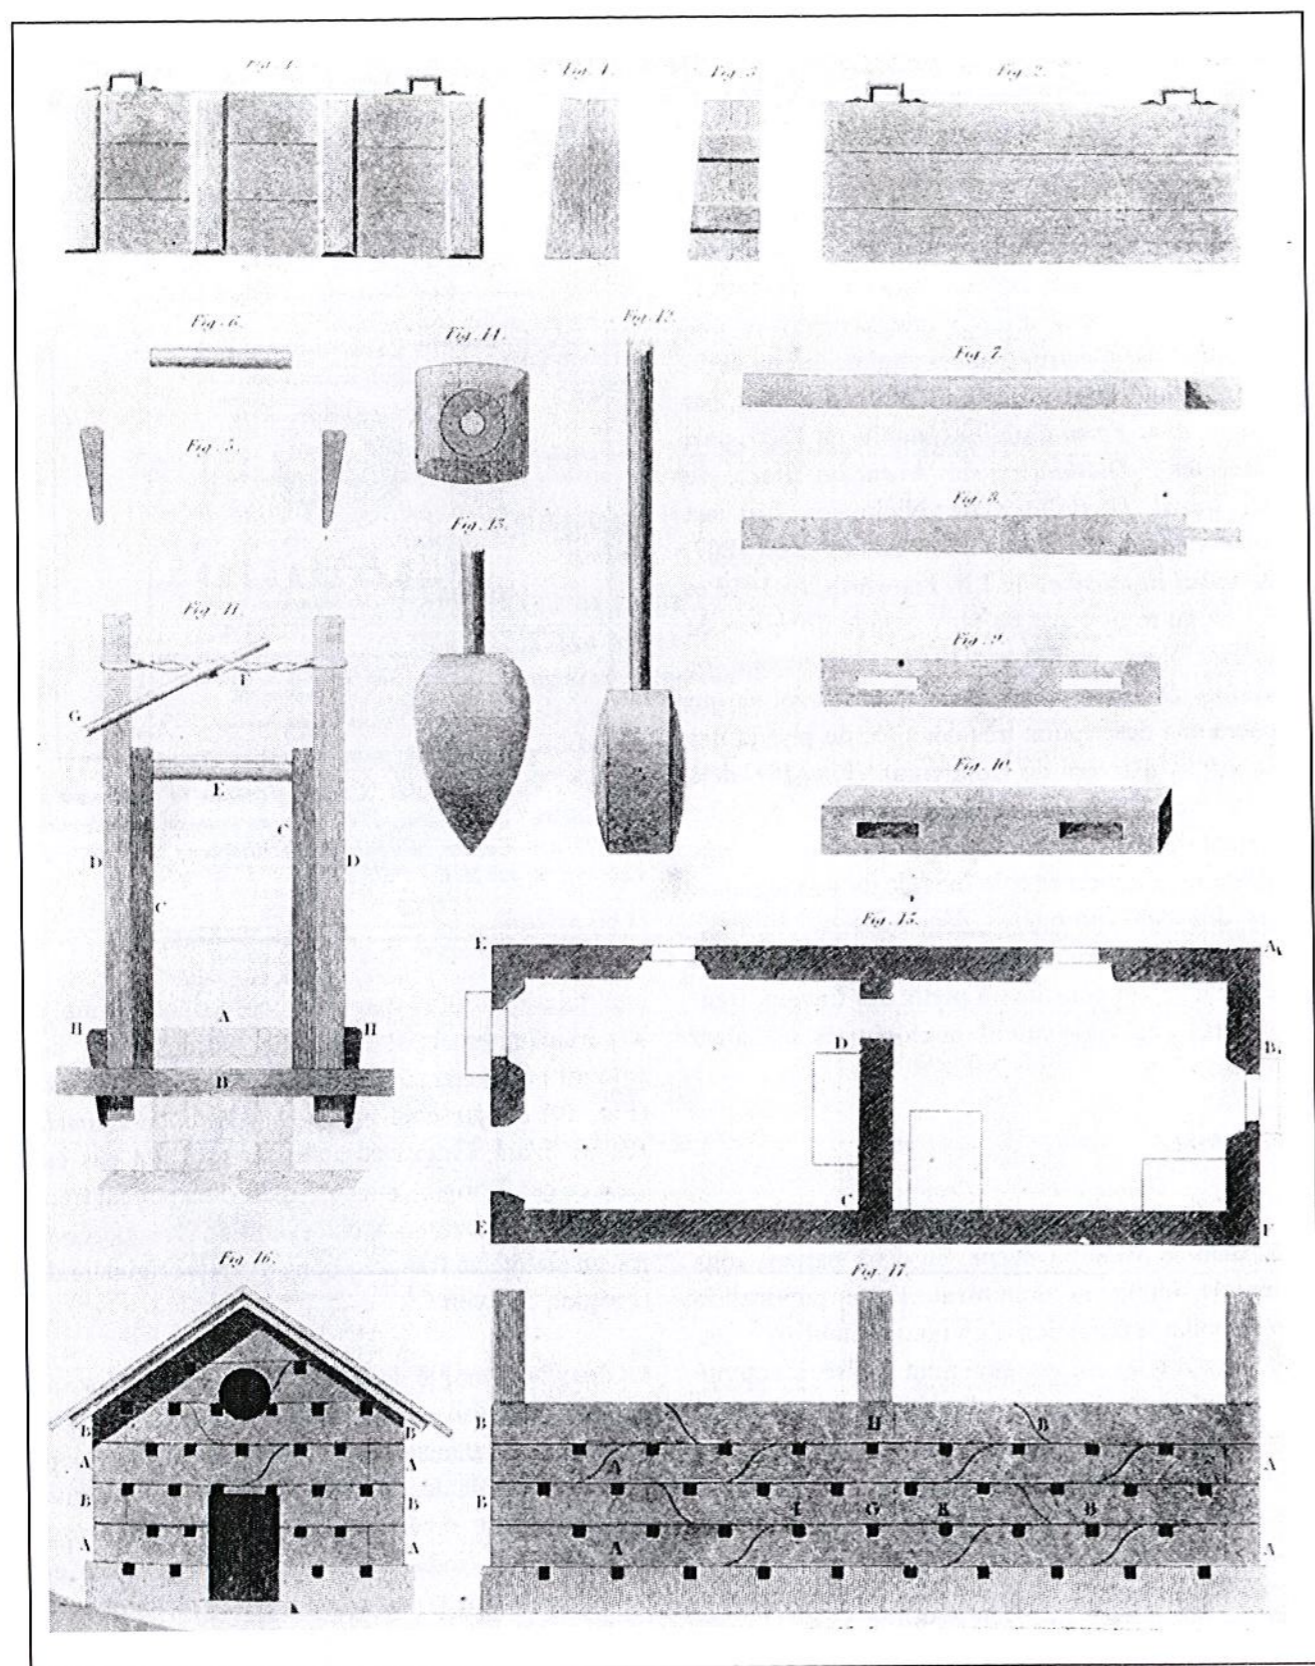 Fig. 1.
Fig. 4.
Fig. 3
Fig. 2.
Fig. 6.
Fig. 14.
Fig. 12.
Fig. 7.
Fig. 5.
Fig. 13.
Fig. 8.
Fig. 11.
F
G
Fig. 9.
E
C
D
D
C
Fig. 10.
A
H
H
B
Fig. 15.
E
A
D
B
C
E
F
Fig. 16.
Fig. 17.
B
B
A
A
B
B
A
A
B
H
B
A
A
B
I
G
K
B
A
A